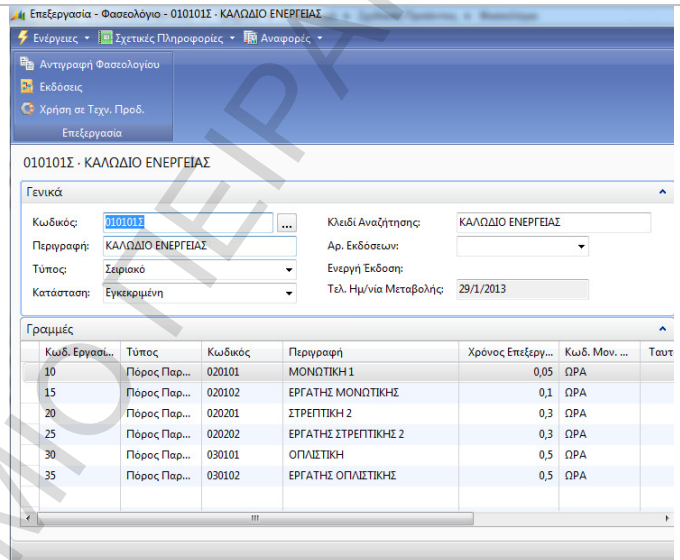 Επεξεργασία - Φασεολόγιο - 010101Σ · ΚΑΛΩΔΙΟ ΕΝΕΡΓΕΙΑΣ
Ενέργειες Σχετικές Πληροφορίες Αναφορές
Αντιγραφή Φασεολογίου
Εκδόσεις
Χρήση σε Τεχν. Προδ.
Επεξεργασία
010101Σ · ΚΑΛΩΔΙΟ ΕΝΕΡΓΕΙΑΣ
Γενικά
Κωδικός: 010101Σ ... Κλειδί Αναζήτησης: ΚΑΛΩΔΙΟ ΕΝΕΡΓΕΙΑΣ
Περιγραφή: ΚΑΛΩΔΙΟ ΕΝΕΡΓΕΙΑΣ Αρ. Εκδόσεων:
Τύπος: Σειριακό Ενεργή Έκδοση:
Κατάσταση: Εγκεκριμένη Τελ. Ημ/νία Μεταβολής: 29/1/2013
Γραμμές
Κωδ. Εργασί... Τύπος Κωδικός Περιγραφή Χρόνος Επεξεργ... Κωδ. Μον. ... Ταυτ
10 Πόρος Παρ... 020101 ΜΟΝΩΤΙΚΗ 1 0,05 ΩΡΑ
15 Πόρος Παρ... 020102 ΕΡΓΑΤΗΣ ΜΟΝΩΤΙΚΗΣ 0,1 ΩΡΑ
20 Πόρος Παρ... 020201 ΣΤΡΕΠΤΙΚΗ 2 0,3 ΩΡΑ
25 Πόρος Παρ... 020202 ΕΡΓΑΤΗΣ ΣΤΡΕΠΤΙΚΗΣ 2 0,3 ΩΡΑ
30 Πόρος Παρ... 030101 ΟΠΛΙΣΤΙΚΗ 0,5 ΩΡΑ
35 Πόρος Παρ... 030102 ΕΡΓΑΤΗΣ ΟΠΛΙΣΤΙΚΗΣ 0,5 ΩΡΑ